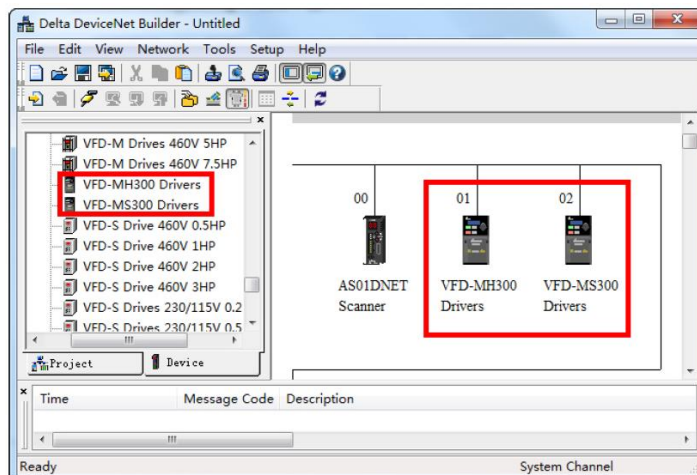 Delta DeviceNet Builder - Untitled
File Edit View Network Tools Setup Help
VFD-M Drives 460V 5HP
VFD-M Drives 460V 7.5HP
VFD-MH300 Drivers
VFD-MS300 Drivers
VFD-S Drive 460V 0.5HP
VFD-S Drive 460V 1HP
VFD-S Drive 460V 2HP
VFD-S Drive 460V 3HP
VFD-S Drives 230/115V 0.2
VFD-S Drives 230/115V 0.5
Project Device
00 01 02
AS01DNET VFD-MH300 VFD-MS300
Scanner Drivers Drivers
Time Message Code Description
Ready System Channel